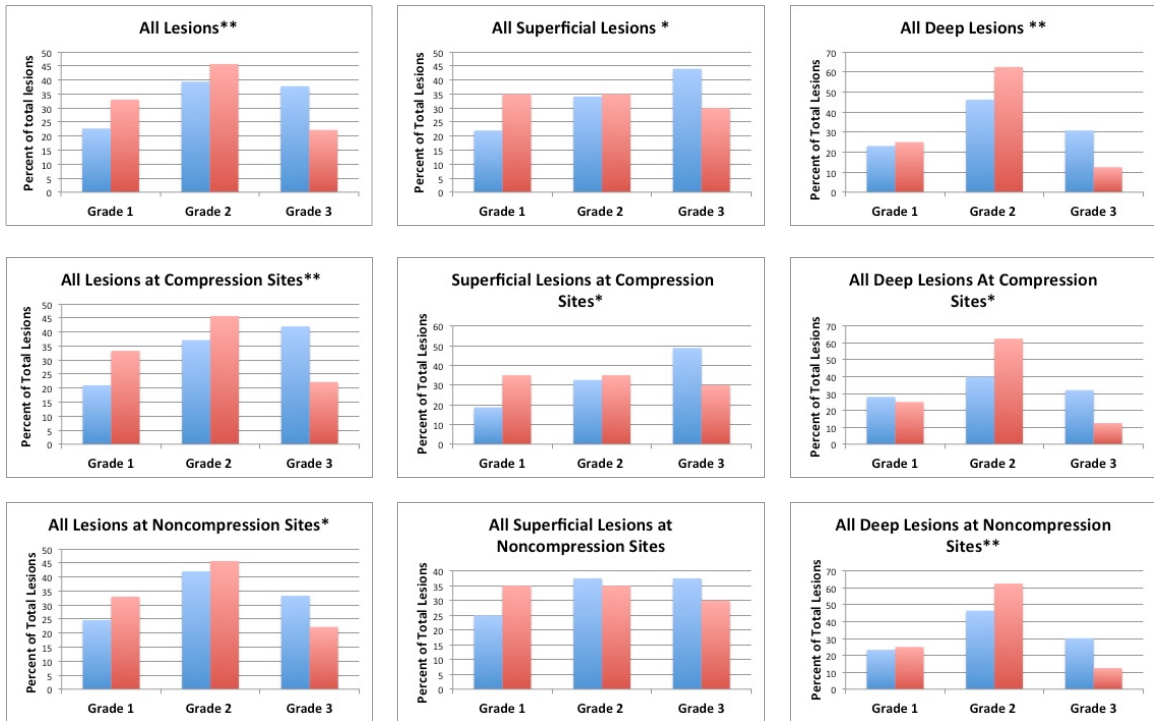 All Lesions**
Percent of total lesions
50
45
40
35
30
25
20
15
10
5
0
Grade 1 Grade 2 Grade 3
All Superficial Lesions *
Percent of Total Lesions
50
45
40
35
30
25
20
15
10
5
0
Grade 1 Grade 2 Grade 3
All Deep Lesions **
Percent of Total Lesions
70
60
50
40
30
20
10
0
Grade 1 Grade 2 Grade 3
All Lesions at Compression Sites**
Percent of Total Lesions
50
45
40
35
30
25
20
15
10
5
0
Grade 1 Grade 2 Grade 3
Superficial Lesions at Compression
Sites*
Percent of Total Lesions
60
50
40
30
20
10
0
Grade 1 Grade 2 Grade 3
All Deep Lesions At Compression
Sites*
Percent of Total Lesions
70
60
50
40
30
20
10
0
Grade 1 Grade 2 Grade 3
All Lesions at Noncompression Sites*
Percent of Total Lesions
50
45
40
35
30
25
20
15
10
5
0
Grade 1 Grade 2 Grade 3
All Superficial Lesions at
Noncompression Sites
Percent of Total Lesions
40
35
30
25
20
15
10
5
0
Grade 1 Grade 2 Grade 3
All Deep Lesions at Noncompression
Sites**
Percent of Total Lesions
70
60
50
40
30
20
10
0
Grade 1 Grade 2 Grade 3